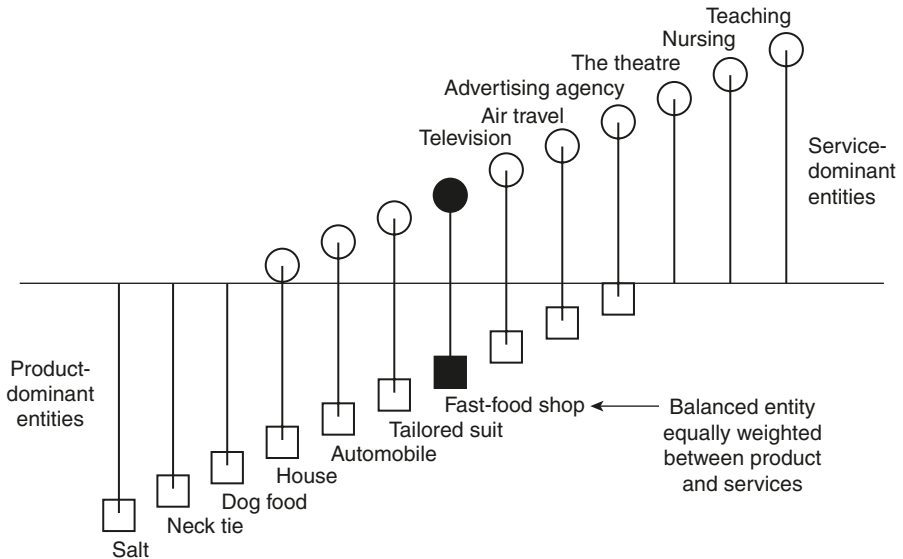 Teaching
Nursing
The theatre
Advertising agency
Air travel
Television
Service-
dominant
entities
Product-
dominant
entities
Fast-food shop
Balanced entity
equally weighted
between product
and services
Tailored suit
Automobile
House
Dog food
Neck tie
Salt